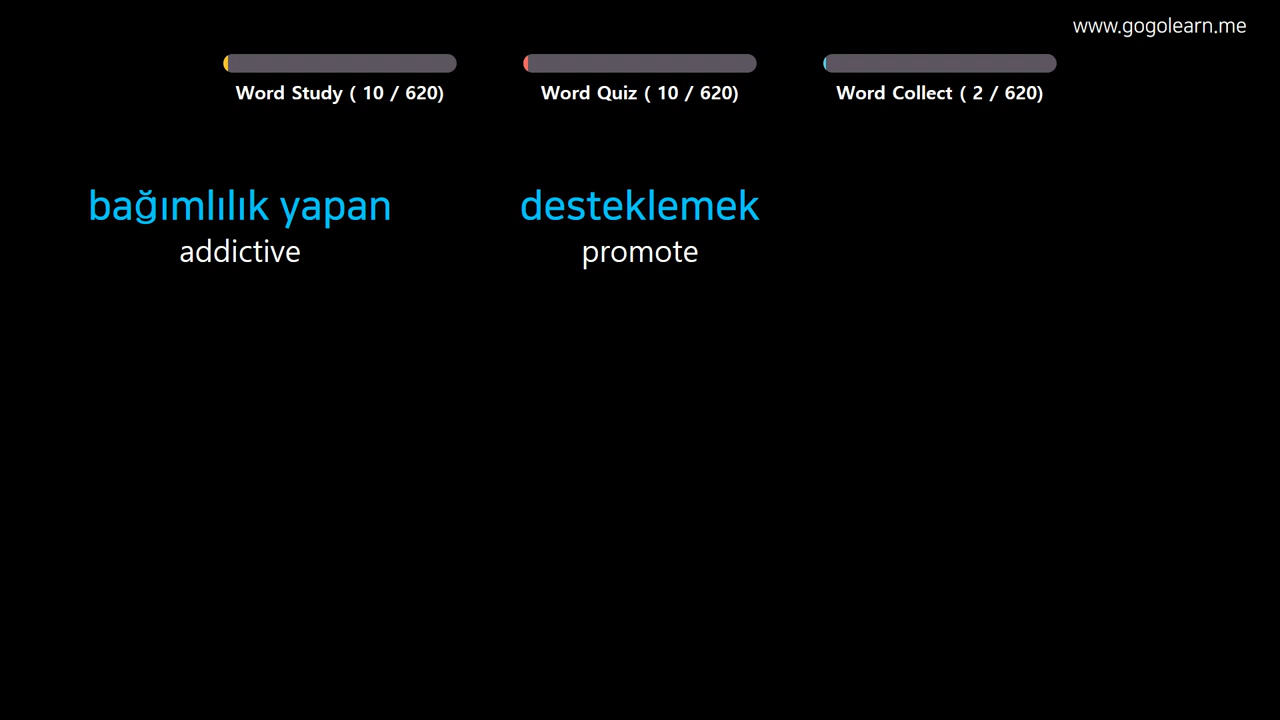 www.gogolearn.me
Word Study ( 10 / 620)
Word Quiz ( 10 / 620)
Word Collect ( 2 / 620)
bağımlılık yapan
addictive
desteklemek
promote